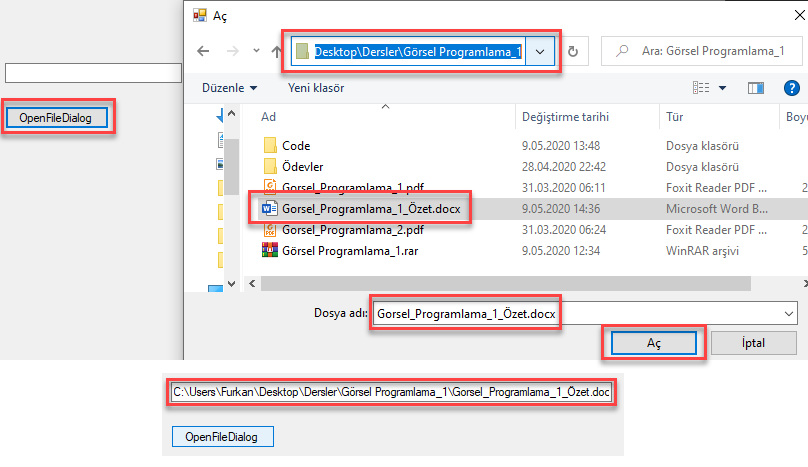 Aç
Desktop\Dersler\Görsel Programlama_1
Ara: Görsel Programlama_1
OpenFileDialog
Düzenle
Yeni klasör
?
Ad
Değiştirme tarihi
Tür
Boyu
Code
9.05.2020 13:48
Dosya klasörü
Ödevler
28.04.2020 22:42
Dosya klasörü
Gorsel_Programlama_1.pdf
31.03.2020 06:11
Foxit Reader PDF ...
2
Gorsel_Programlama_1_Özet.docx
9.05.2020 14:36
Microsoft Word B...
Gorsel_Programlama_2.pdf
31.03.2020 06:24
Foxit Reader PDF ...
2
Görsel Programlama_1.rar
9.05.2020 12:34
WinRAR arşivi
5
Dosya adı:
Gorsel_Programlama_1_Özet.docx
Aç
İptal
C:\Users\Furkan\Desktop\Dersler\Görsel Programlama_1\Gorsel_Programlama_1_Özet.doc
OpenFileDialog